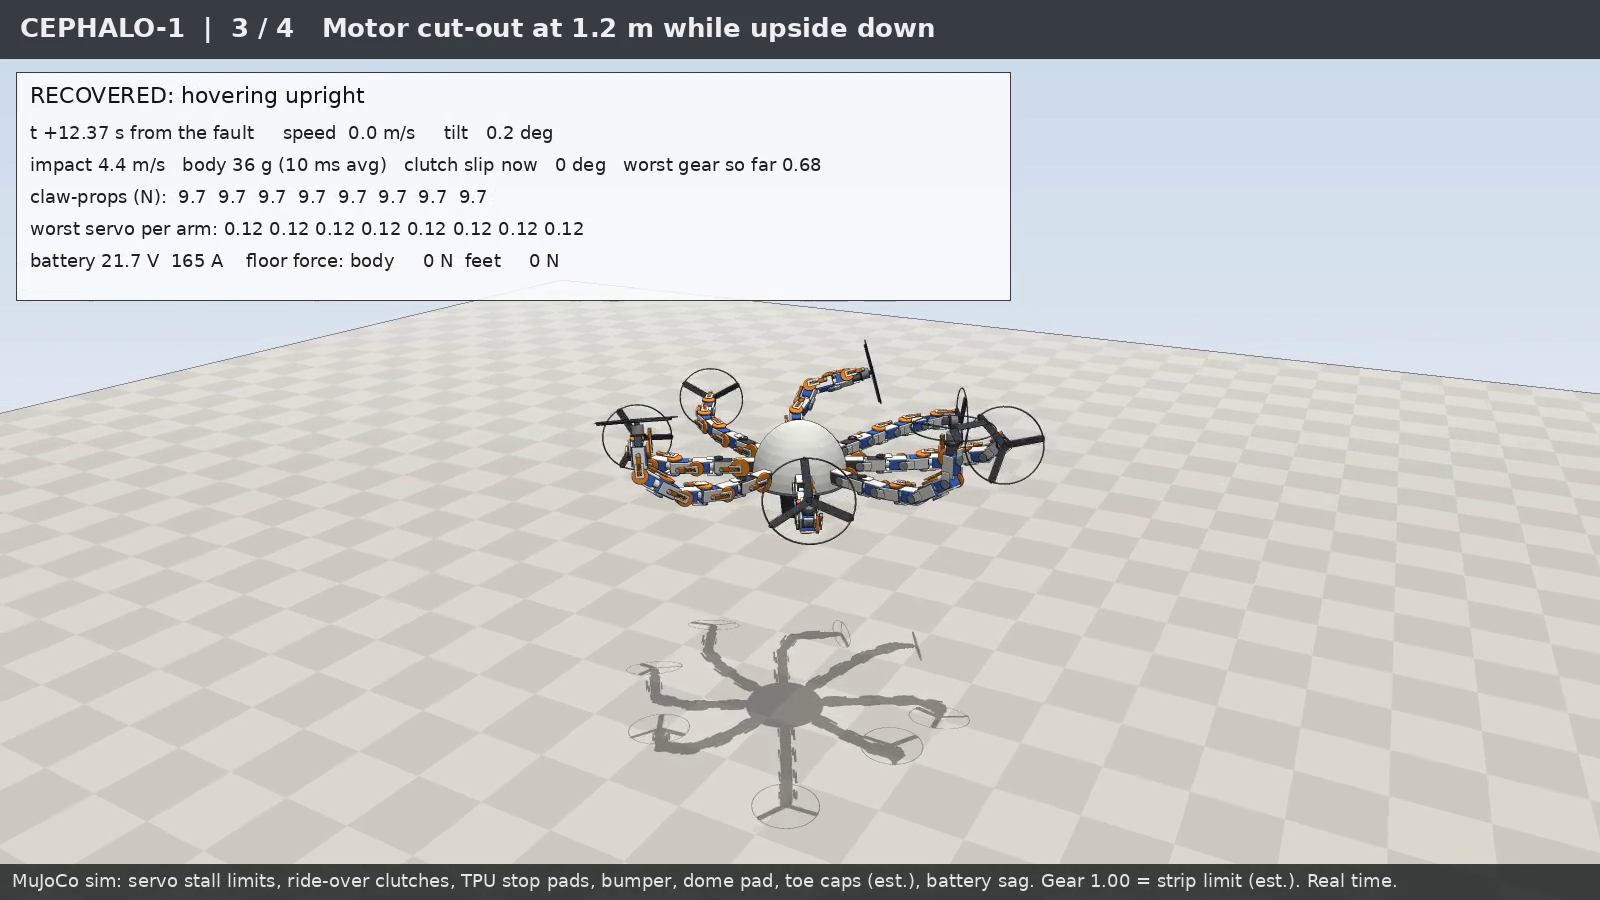 CEPHALO-1 | 3 / 4 Motor cut-out at 1.2 m while upside down
RECOVERED: hovering upright
t +12.37 s from the fault speed 0.0 m/s tilt 0.2 deg
impact 4.4 m/s body 36 g (10 ms avg) clutch slip now 0 deg worst gear so far 0.68
claw-props (N): 9.7 9.7 9.7 9.7 9.7 9.7 9.7 9.7
worst servo per arm: 0.12 0.12 0.12 0.12 0.12 0.12 0.12 0.12
battery 21.7 V 165 A floor force: body 0 N feet 0 N
MuJoCo sim: servo stall limits, ride-over clutches, TPU stop pads, bumper, dome pad, toe caps (est.), battery sag. Gear 1.00 = strip limit (est.). Real time.